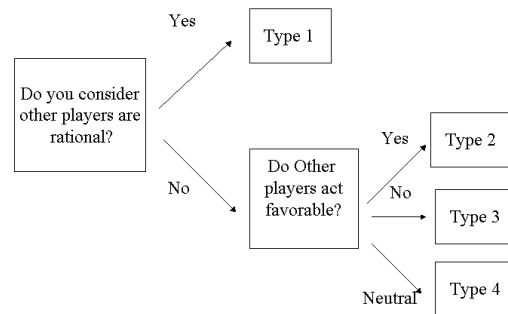 Yes
Type 1
Do you consider
other players are
rational?
No
Do Other
players act
favorable?
Yes
Type 2
No
Type 3
Neutral
Type 4